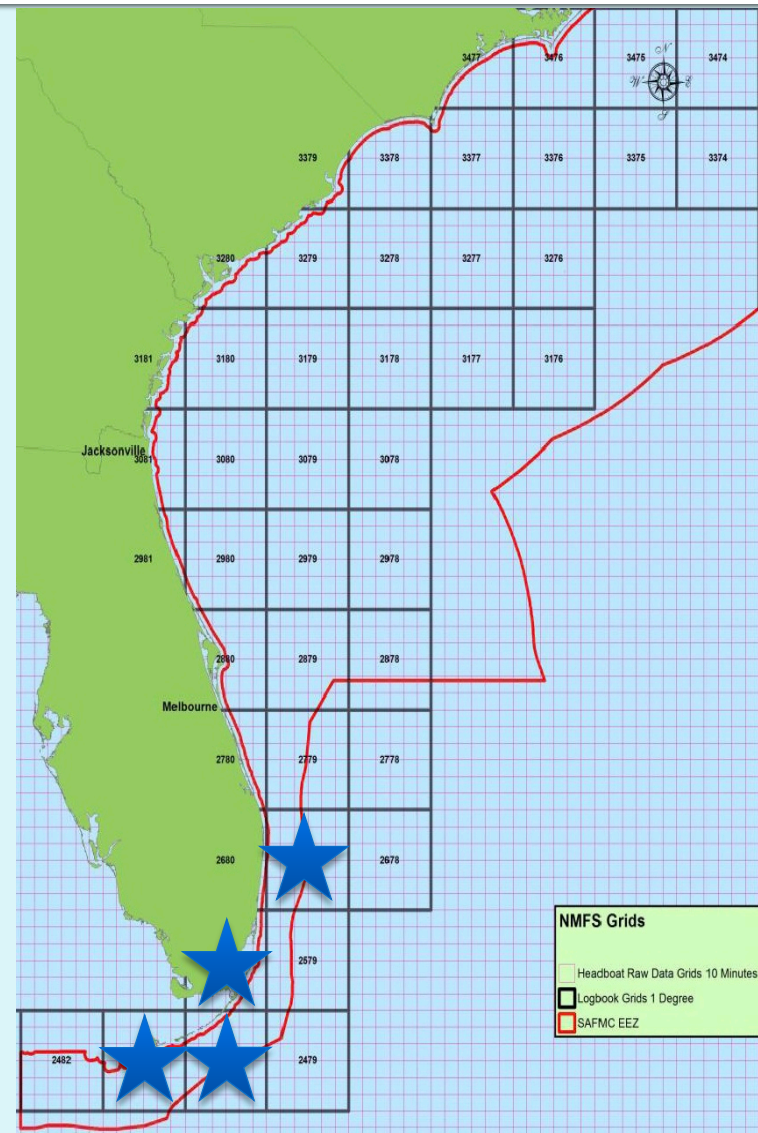 3477 3476 3475 3474
N
W E
S
3379 3378 3377 3376 3375 3374
3280 3279 3278 3277 3276
3181 3180 3179 3178 3177 3176
Jacksonville
3081 3080 3079 3078
2981 2980 2979 2978
2880 2879 2878
Melbourne
2780 2779 2778
2680 2678
NMFS Grids
2579
Headboat Raw Data Grids 10 Minutes
Logbook Grids 1 Degree
SAFMC EEZ
2482 2479